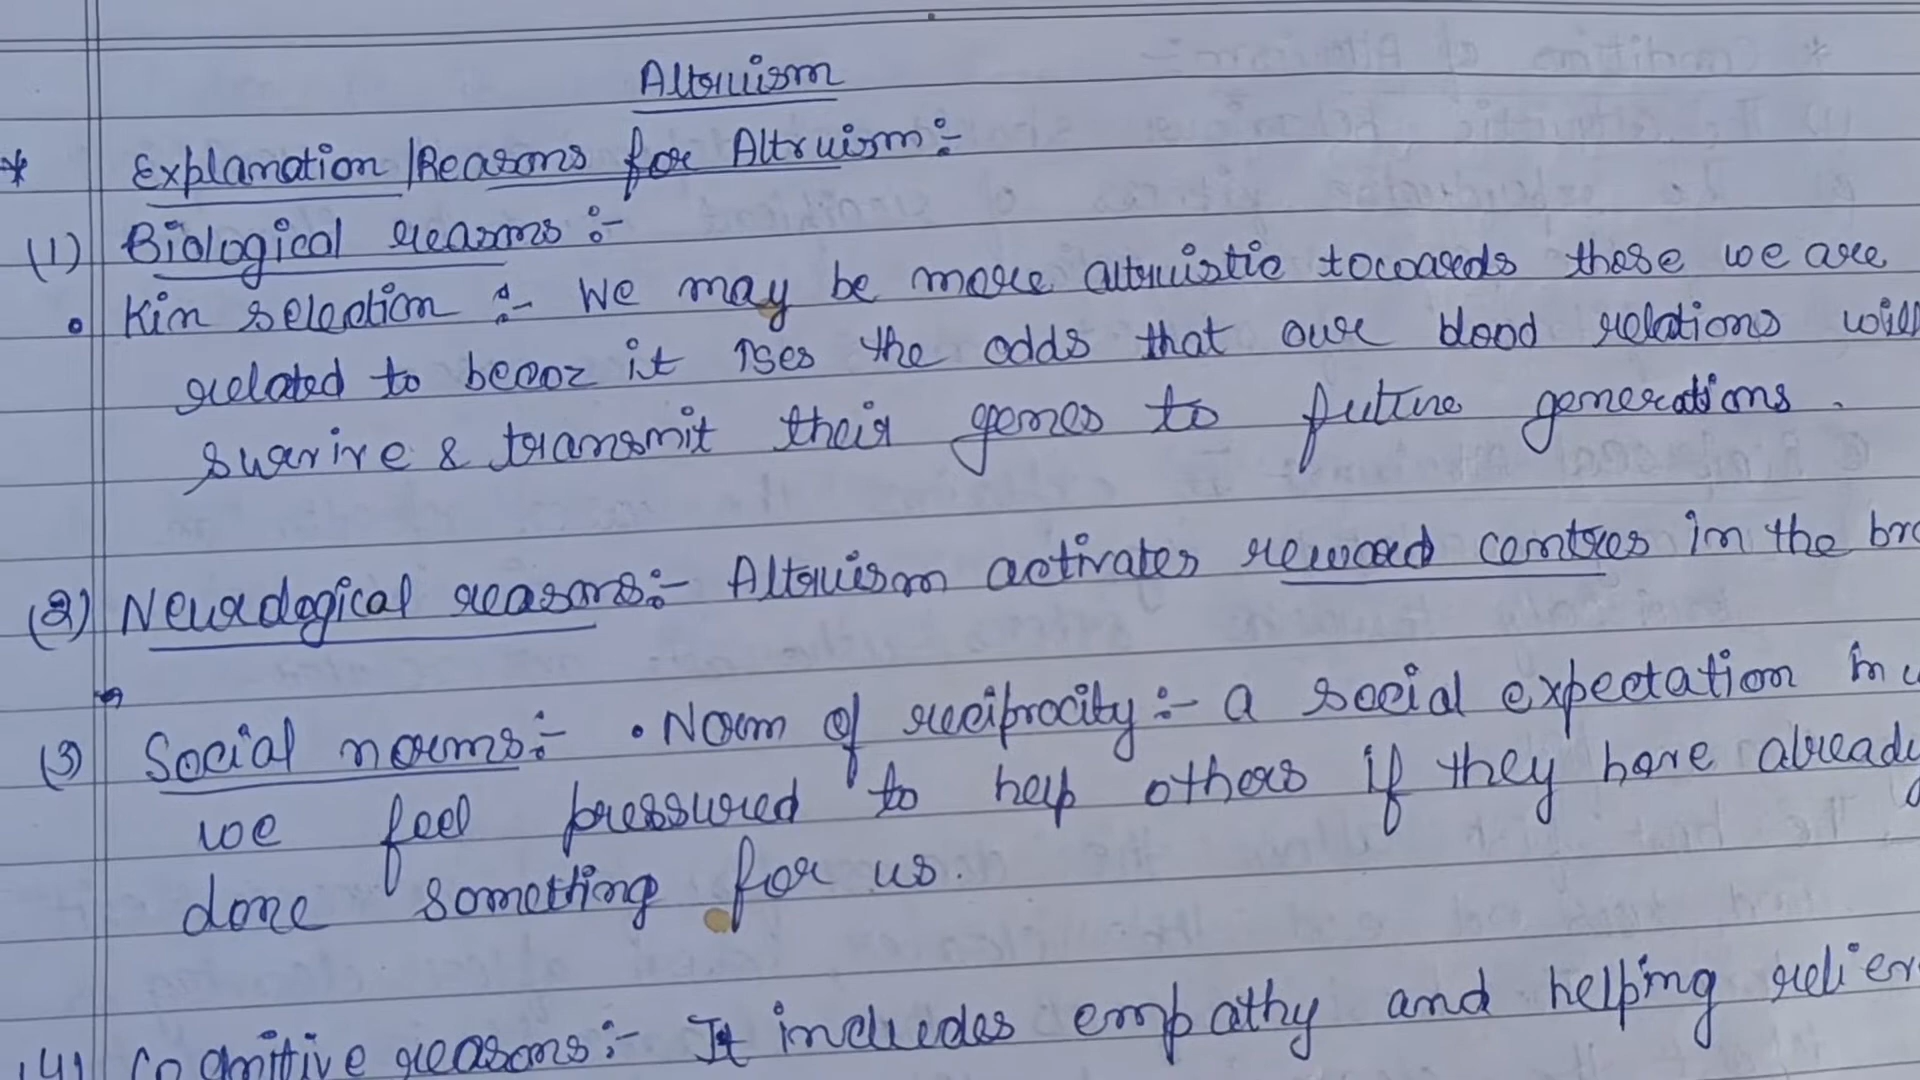 Altruism
* Explanation/Reasons for Altruism:-
(1) Biological reasons:-
• Kin selection :- We may be more altruistic towards those we are
related to becoz it ↑ses the odds that our blood relations will
survive & transmit their genes to future generations.
(2) Neurological reasons:- Altruism activates reward centres in the
(3) Social norms:- • Norm of reciprocity:- a social expectation in
we feel pressured to help others if they have already
done something for us.
(4) Cognitive reasons:- It includes empathy and helping